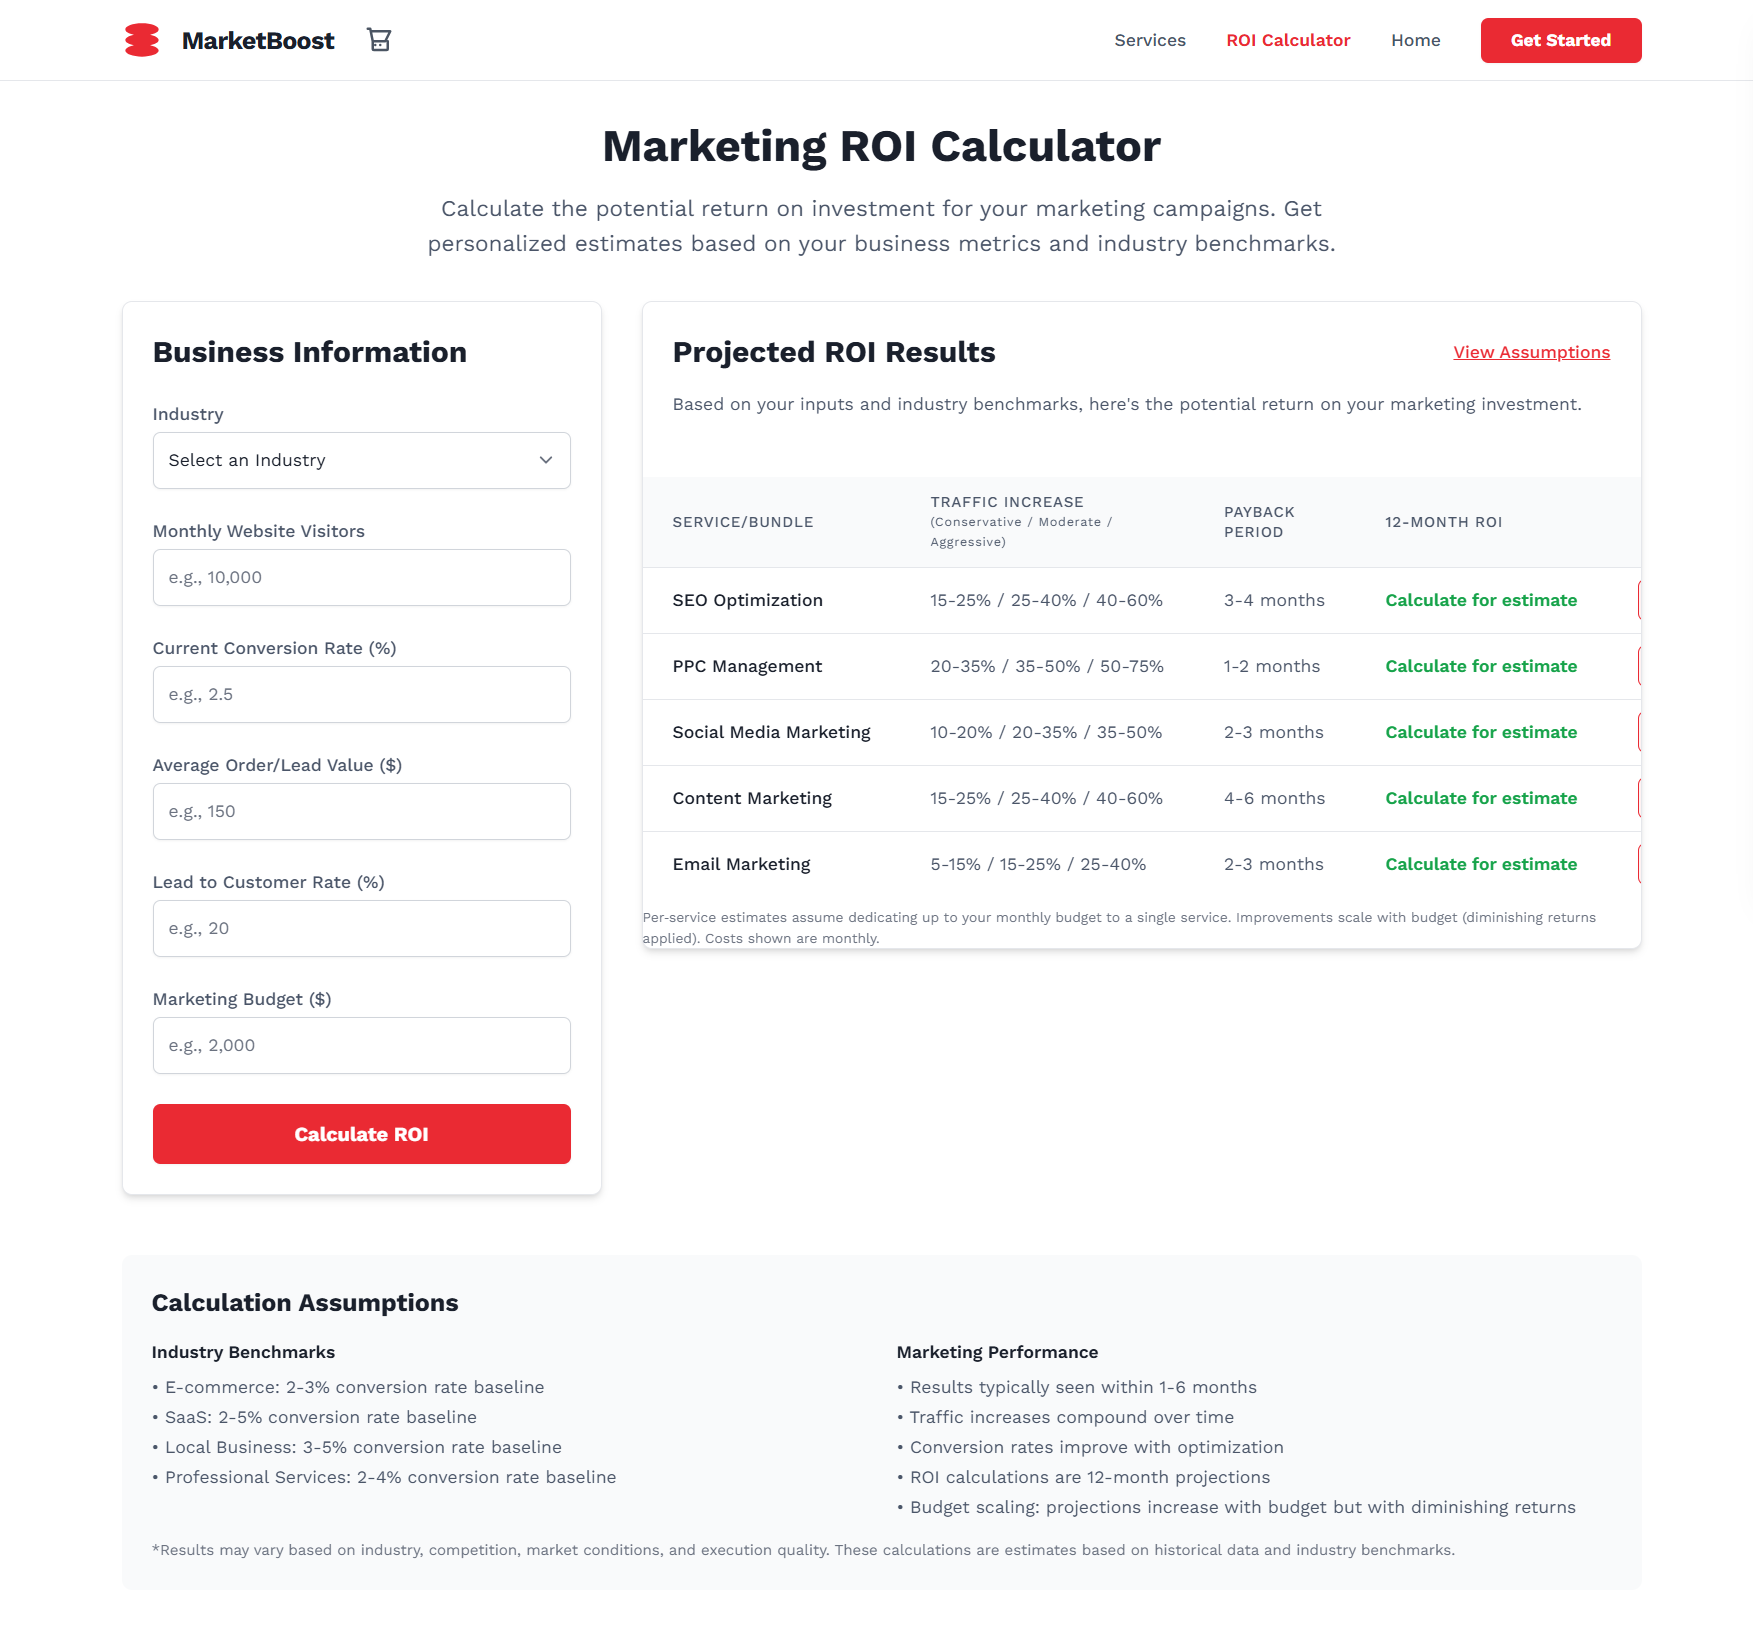 MarketBoost
Services
ROI Calculator
Home
Get Started
Marketing ROI Calculator
Calculate the potential return on investment for your marketing campaigns. Get
personalized estimates based on your business metrics and industry benchmarks.
Business Information
Industry
Select an Industry
Monthly Website Visitors
e.g., 10,000
Current Conversion Rate (%)
e.g., 2.5
Average Order/Lead Value ($)
e.g., 150
Lead to Customer Rate (%)
e.g., 20
Marketing Budget ($)
e.g., 2,000
Calculate ROI
Projected ROI Results
View Assumptions
Based on your inputs and industry benchmarks, here's the potential return on your marketing investment.
SERVICE/BUNDLE
TRAFFIC INCREASE
(Conservative / Moderate /
Aggressive)
PAYBACK
PERIOD
12-MONTH ROI
SEO Optimization 15-25% / 25-40% / 40-60% 3-4 months Calculate for estimate
PPC Management 20-35% / 35-50% / 50-75% 1-2 months Calculate for estimate
Social Media Marketing 10-20% / 20-35% / 35-50% 2-3 months Calculate for estimate
Content Marketing 15-25% / 25-40% / 40-60% 4-6 months Calculate for estimate
Email Marketing 5-15% / 15-25% / 25-40% 2-3 months Calculate for estimate
Per-service estimates assume dedicating up to your monthly budget to a single service. Improvements scale with budget (diminishing returns
applied). Costs shown are monthly.
Calculation Assumptions
Industry Benchmarks
• E-commerce: 2-3% conversion rate baseline
• SaaS: 2-5% conversion rate baseline
• Local Business: 3-5% conversion rate baseline
• Professional Services: 2-4% conversion rate baseline
Marketing Performance
• Results typically seen within 1-6 months
• Traffic increases compound over time
• Conversion rates improve with optimization
• ROI calculations are 12-month projections
• Budget scaling: projections increase with budget but with diminishing returns
*Results may vary based on industry, competition, market conditions, and execution quality. These calculations are estimates based on historical data and industry benchmarks.